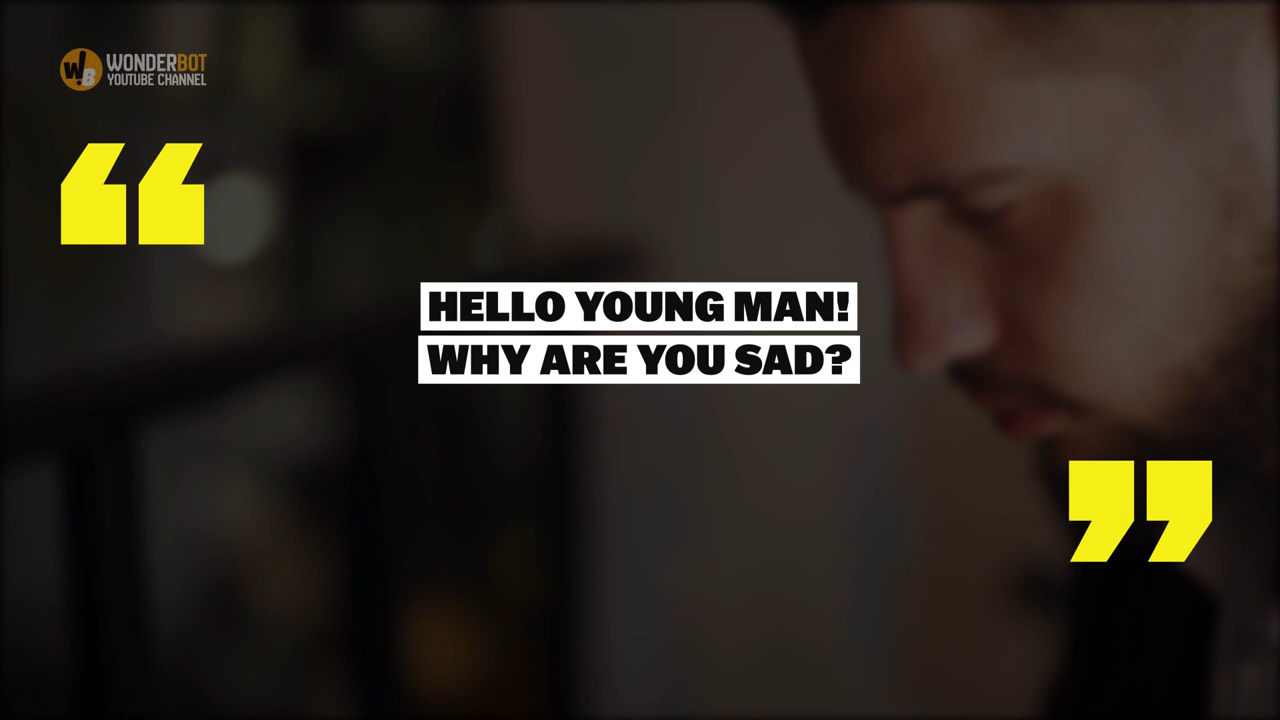 WONDERBOT
YOUTUBE CHANNEL
“
HELLO YOUNG MAN!
WHY ARE YOU SAD?
”